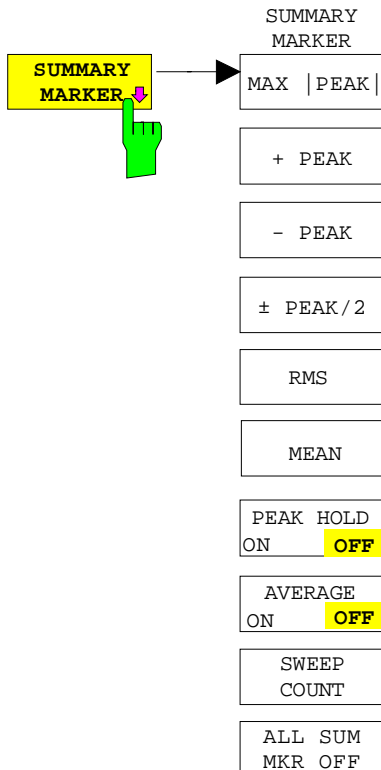 SUMMARY
MARKER
SUMMARY
MARKER
MAX |PEAK|
+ PEAK
- PEAK
± PEAK/2
RMS
MEAN
PEAK HOLD
ON OFF
AVERAGE
ON OFF
SWEEP
COUNT
ALL SUM
MKR OFF